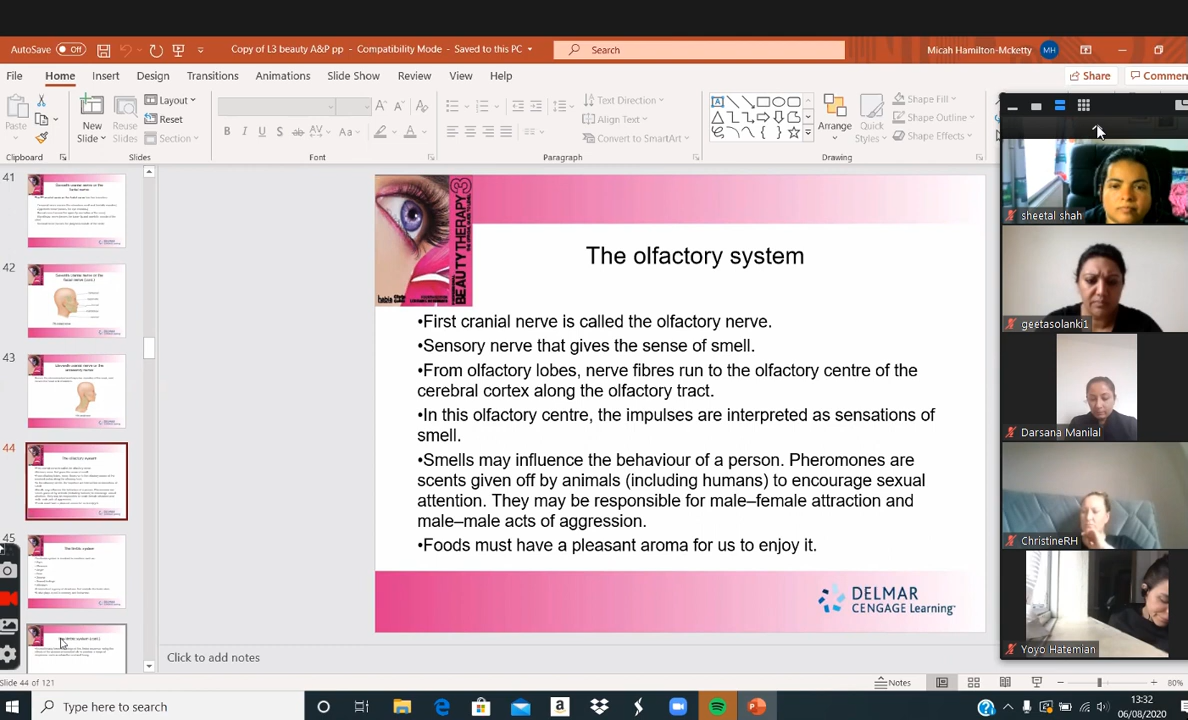 AutoSave Off Copy of L3 beauty A&P pp - Compatibility Mode - Saved to this PC Search Micah Hamilton-Mcketty MH
File Home Insert Design Transitions Animations Slide Show Review View Help Share Commen
Paste New Slide Reuse Slides Layout Reset Section
Text Direction Align Text Convert to SmartArt
Arrange Quick Styles Shape Fill Shape Outline Shape Effects
Clipboard Slides Font Paragraph Drawing
41
42
43
44
45
BEAUTY THERAPY 3
The olfactory system
•First cranial nerve is called the olfactory nerve.
•Sensory nerve that gives the sense of smell.
•From olfactory lobes, nerve fibres run to the olfactory centre of the
cerebral cortex along the olfactory tract.
•In this olfactory centre, the impulses are interpreted as sensations of
smell.
•Smells may influence the behaviour of a person. Pheromones are
scents given off by animals (including humans) to encourage sexual
attention. They may be responsible for male–female attraction and
male–male acts of aggression.
•Foods must have a pleasant aroma for us to enjoy it.
DELMAR
CENGAGE Learning
sheetal shah
geetasolanki1
Darsana Manilal
ChristineRH
Yoyo Hatemian
Click to add notes
Slide 44 of 121 Notes 80%
Type here to search
13:32
06/08/2020